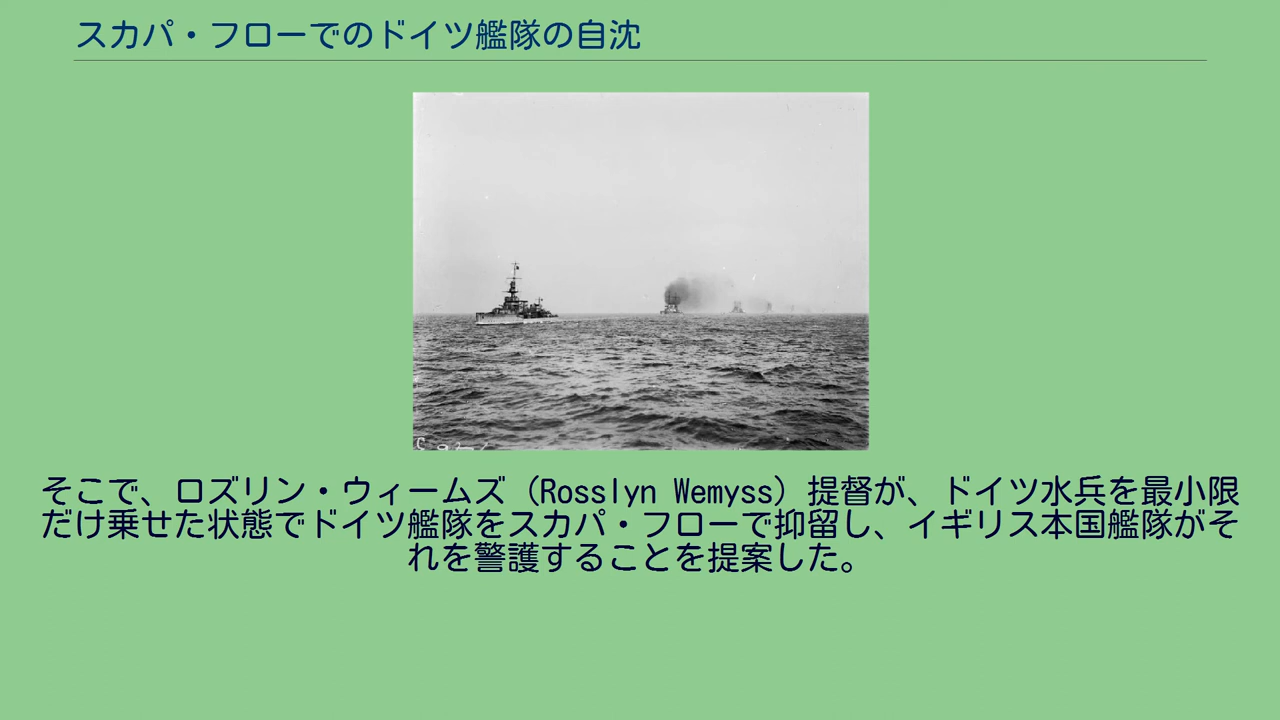 スカパ・フローでのドイツ艦隊の自沈
そこで、ロズリン・ウィームズ（Rosslyn Wemyss）提督が、ドイツ水兵を最小限
だけ乗せた状態でドイツ艦隊をスカパ・フローで抑留し、イギリス本国艦隊がそ
れを警護することを提案した。